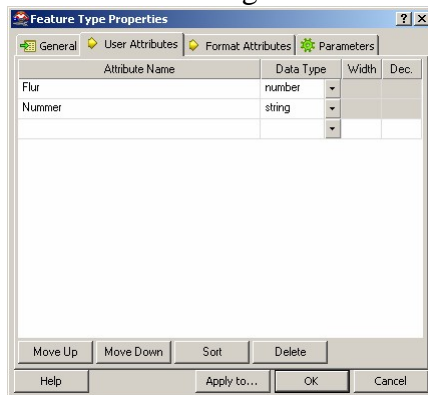 Feature Type Properties
General User Attributes Format Attributes Parameters
Attribute Name Data Type Width Dec.
Flur number
Nummer string
Move Up Move Down Sort Delete
Help Apply to... OK Cancel